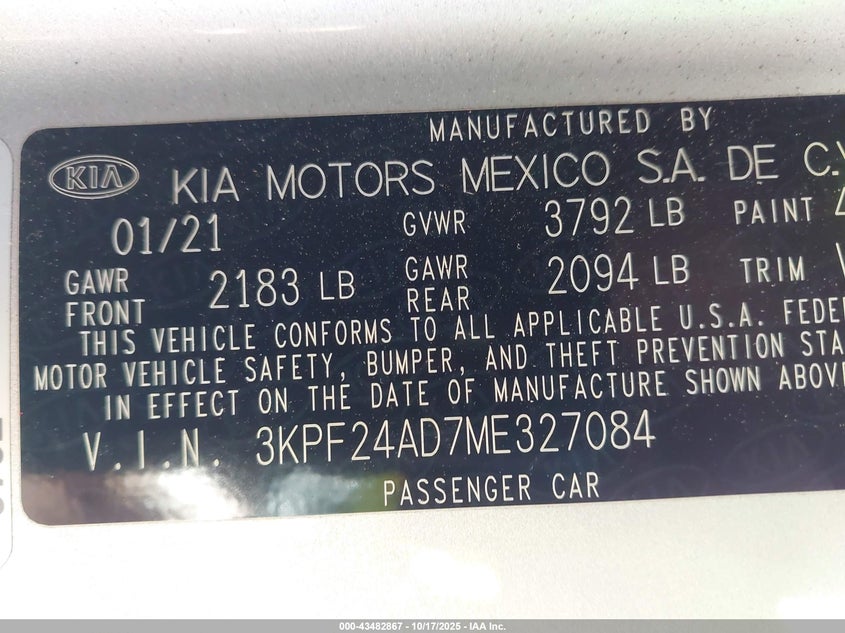 MANUFACTURED BY
KIA KIA MOTORS MEXICO S.A. DE C.V
01/21 GVWR 3792 LB PAINT
GAWR FRONT 2183 LB GAWR REAR 2094 LB TRIM
THIS VEHICLE CONFORMS TO ALL APPLICABLE U.S.A. FEDE
MOTOR VEHICLE SAFETY, BUMPER, AND THEFT PREVENTION STA
IN EFFECT ON THE DATE OF MANUFACTURE SHOWN ABOV
V.I.N. 3KPF24AD7ME327084
PASSENGER CAR
000-43482867 - 10/17/2025 - IAA Inc.